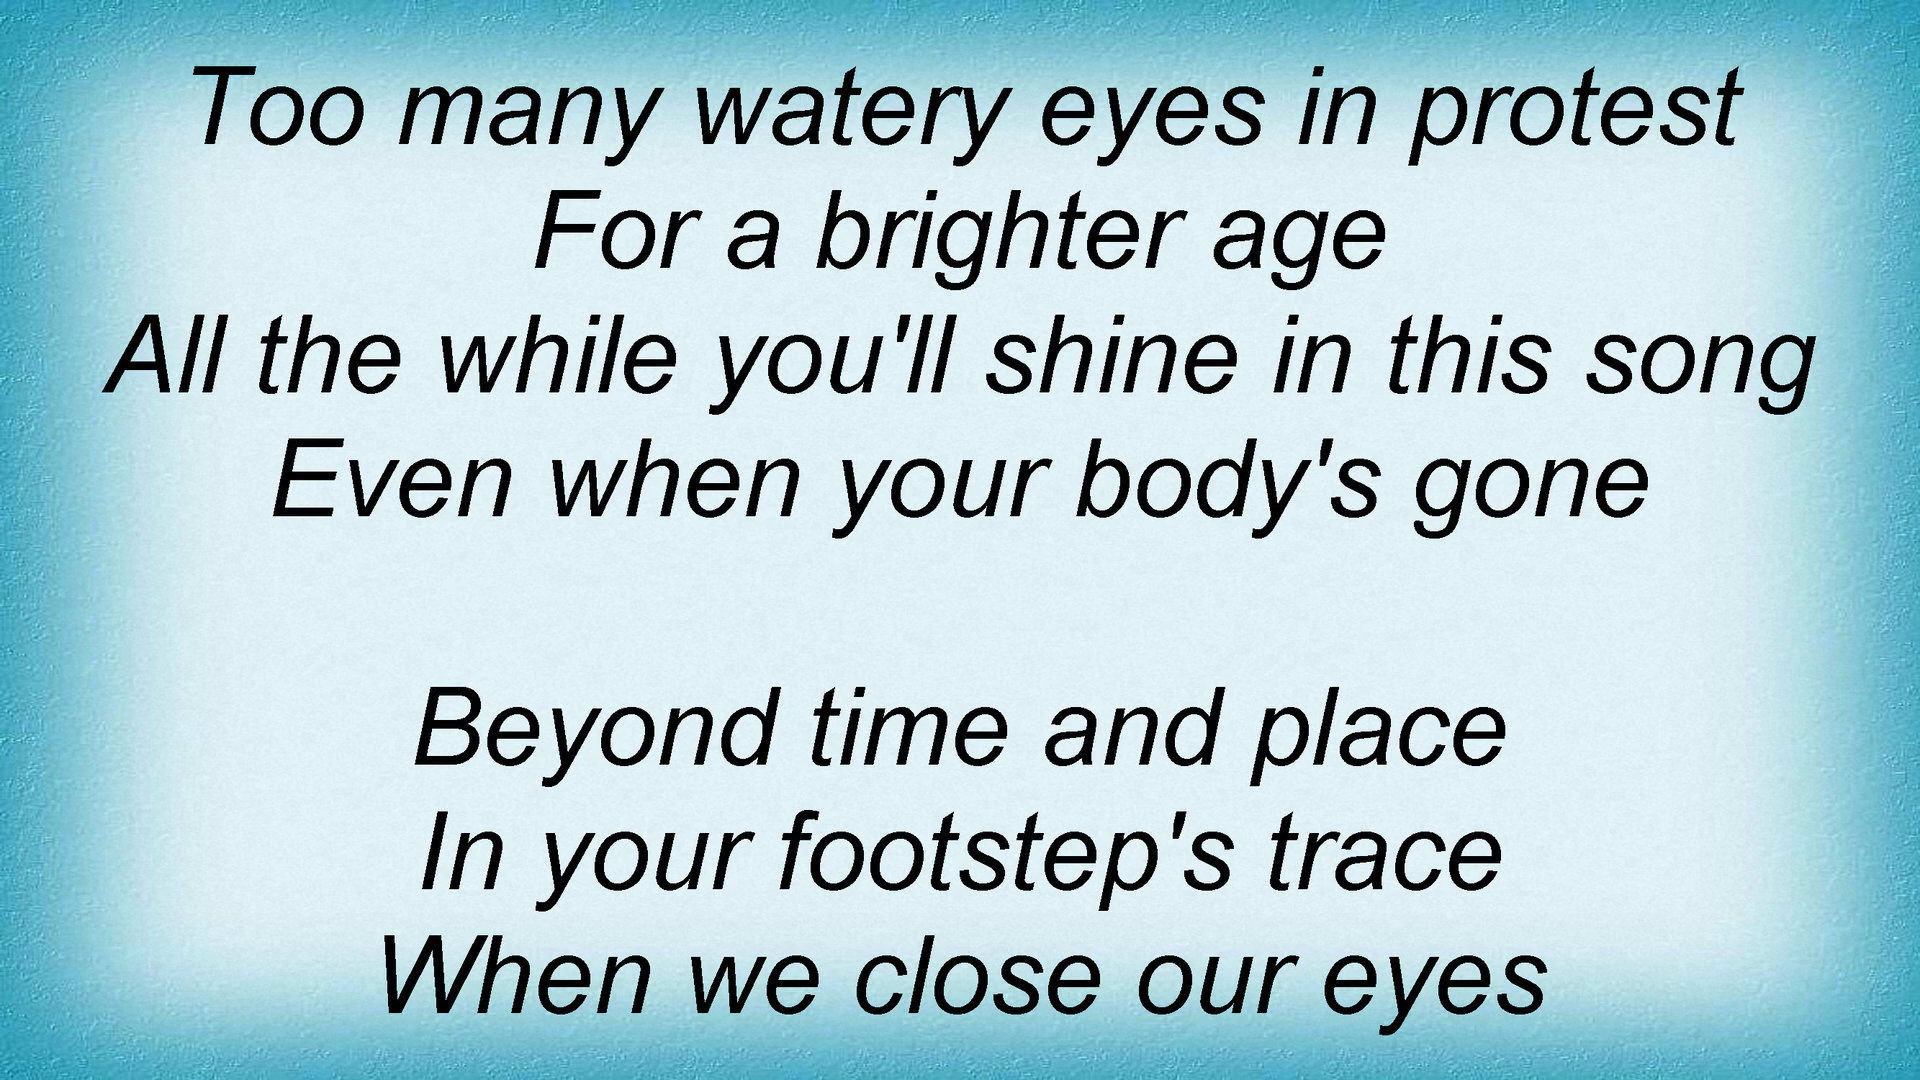 Too many watery eyes in protest
For a brighter age
All the while you'll shine in this song
Even when your body's gone
Beyond time and place
In your footstep's trace
When we close our eyes